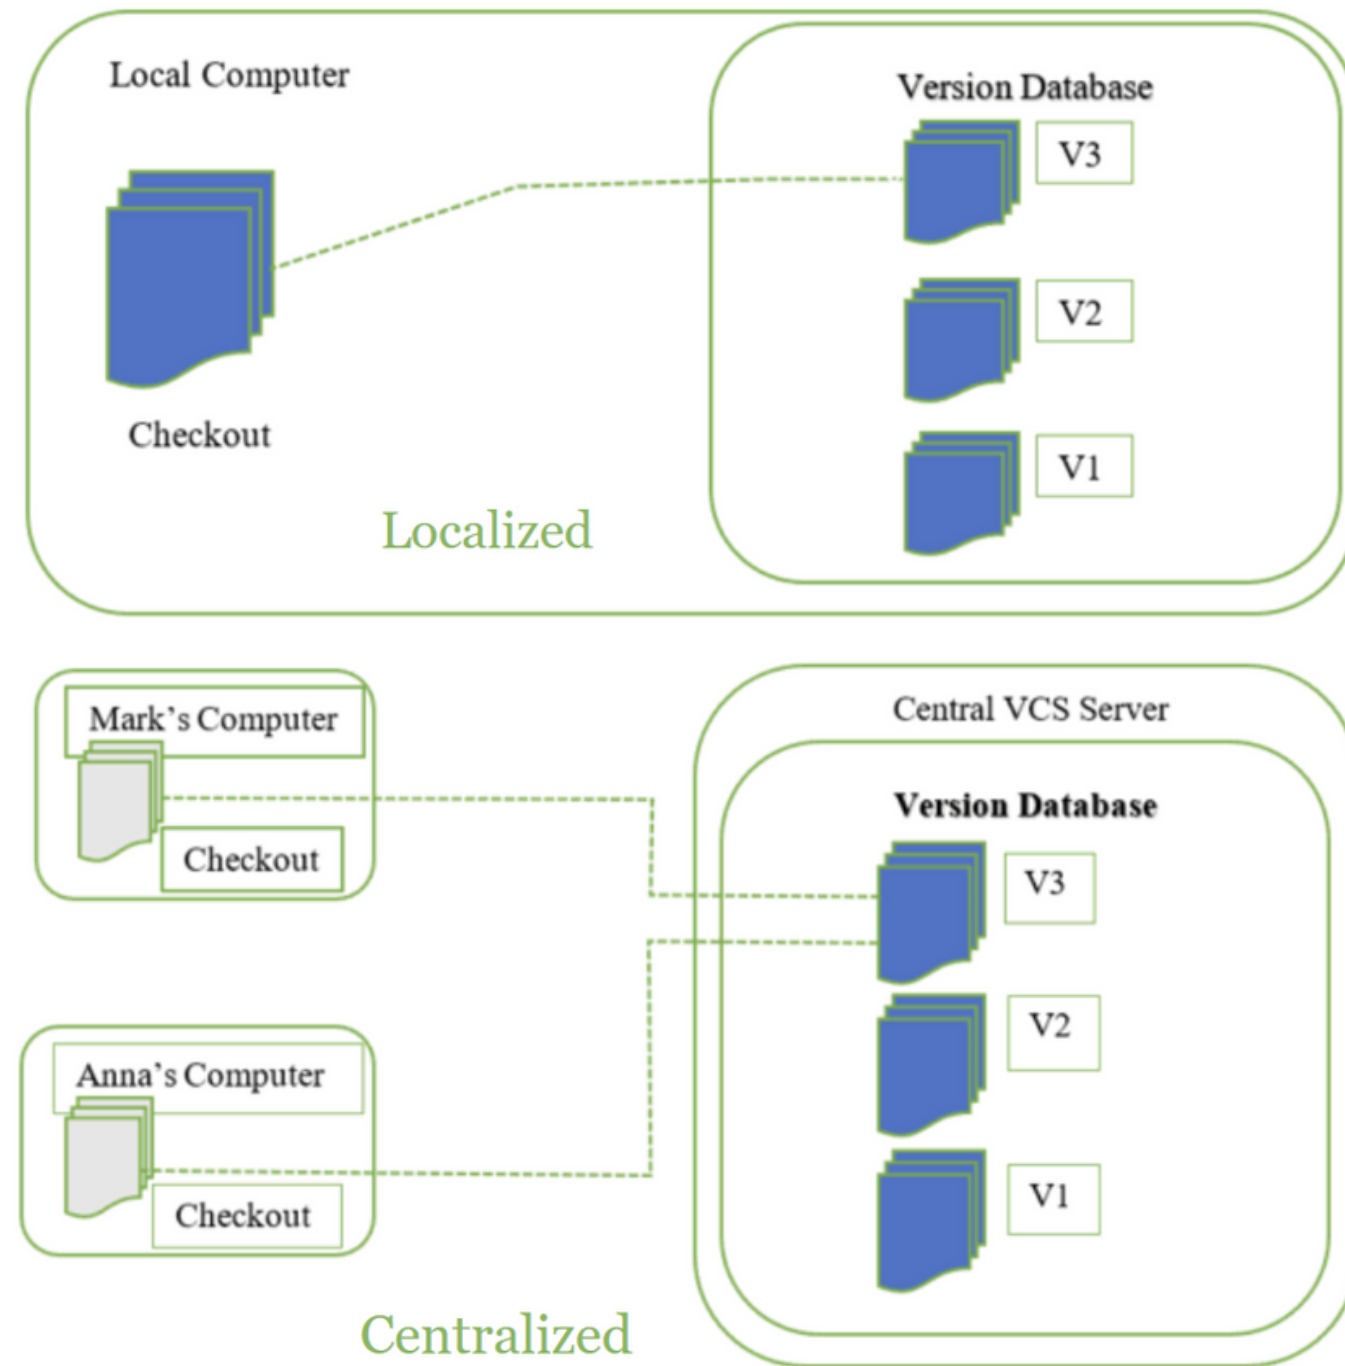 Local Computer
Version Database
V3
V2
V1
Checkout
Localized
Mark's Computer
Checkout
Anna's Computer
Checkout
Central VCS Server
Version Database
V3
V2
V1
Centralized